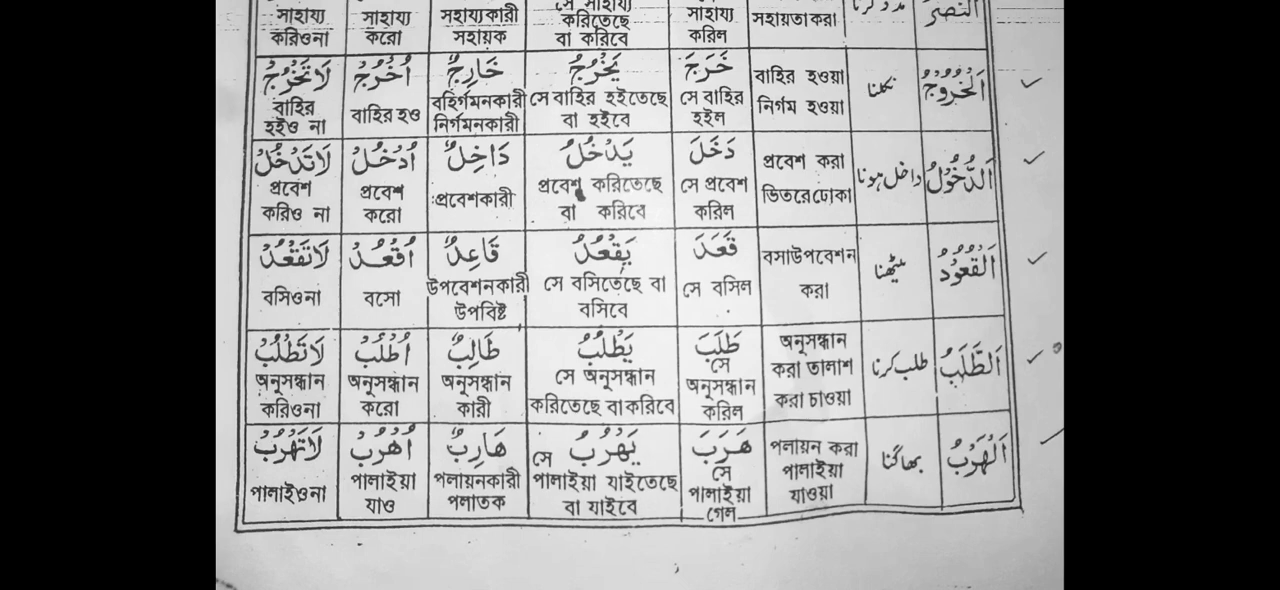 اَلنَّصْرُ
مدد کرنا
সহায়তাকরা
সাহায্য
করিল
সে সাহায্য
করিতেছে
বা করিবে
সহায্যকারী
সহায়ক
সাহায্য
করো
সাহায্য
করিওনা
اَلْخُرُوْجُ
نکلنا
বাহির হওয়া
নির্গম হওয়া
خَرَجَ
সে বাহির
হইল
يَخْرُجُ
সে বাহির হইতেছে
বা হইবে
خَارِجٌ
বহির্গমনকারী
নির্গমনকারী
اُخْرُجْ
বাহির হও
لَاتَخْرُجْ
বাহির
হইও না
اَلدُّخُوْلُ
داخل ہونا
প্রবেশ করা
ভিতরেঢোকা
دَخَلَ
সে প্রবেশ
করিল
يَدْخُلُ
প্রবেশ করিতেছে
বা করিবে
دَاخِلٌ
প্রবেশকারী
اُدْخُلْ
প্রবেশ
করো
لَاتَدْخُلْ
প্রবেশ
করিও না
اَلْقُعُوْدُ
بیٹھنا
বসাউপবেশন
করা
قَعَدَ
সে বসিল
يَقْعُدُ
সে বসিতেছে বা
বসিবে
قَاعِدٌ
উপবেশনকারী
উপবিষ্ট
اُقْعُدْ
বসো
لَاتَقْعُدْ
বসিওনা
اَلطَّلَبُ
طلب کرنا
অনূসন্ধান
করা তালাশ
করা চাওয়া
طَلَبَ
সে
অনূসন্ধান
করিল
يَطْلُبُ
সে অনূসন্ধান
করিতেছে বাকরিবে
طَالِبٌ
অনূসন্ধান
কারী
اُطْلُبْ
অনূসন্ধান
করো
لَاتَطْلُبْ
অনূসন্ধান
করিওনা
اَلْهَرَبُ
بھاگنا
পলায়ন করা
পালাইয়া
যাওয়া
هَرَبَ
সে
পালাইয়া
গেল
يَهْرُبُ
সে
পালাইয়া যাইতেছে
বা যাইবে
هَارِبٌ
পলায়নকারী
পলাতক
اُهْرُبْ
পালাইয়া
যাও
لَاتَهْرُبْ
পালাইওনা